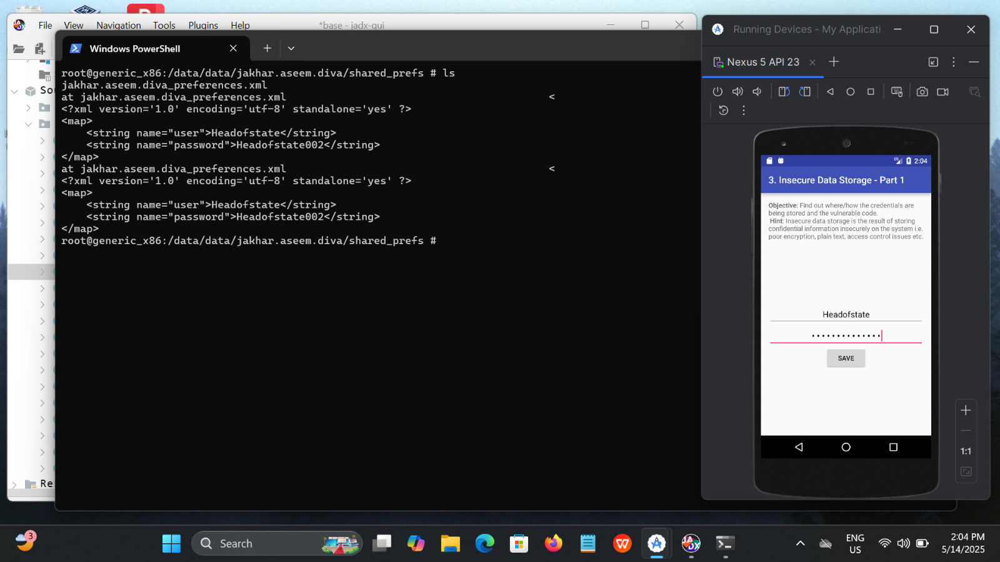 File View Navigation Tools Plugins Help *base - jadx-gui
Windows PowerShell
root@generic_x86:/data/data/jakhar.aseem.diva/shared_prefs # ls
jakhar.aseem.diva_preferences.xml
at jakhar.aseem.diva_preferences.xml <
<?xml version='1.0' encoding='utf-8' standalone='yes' ?>
<map>
    <string name="user">Headofstate</string>
    <string name="password">Headofstate002</string>
</map>
at jakhar.aseem.diva_preferences.xml <
<?xml version='1.0' encoding='utf-8' standalone='yes' ?>
<map>
    <string name="user">Headofstate</string>
    <string name="password">Headofstate002</string>
</map>
root@generic_x86:/data/data/jakhar.aseem.diva/shared_prefs #
Sou
Re
Running Devices - My Applicati
Nexus 5 API 23
LTE 2:04
3. Insecure Data Storage - Part 1
Objective: Find out where/how the credentials are
being stored and the vulnerable code.
Hint: Insecure data storage is the result of storing
confidential information insecurely on the system i.e.
poor encryption, plain text, access control issues etc.
Headofstate
••••••••••••••
SAVE
1:1
3
Search
ENG
US
2:04 PM
5/14/2025